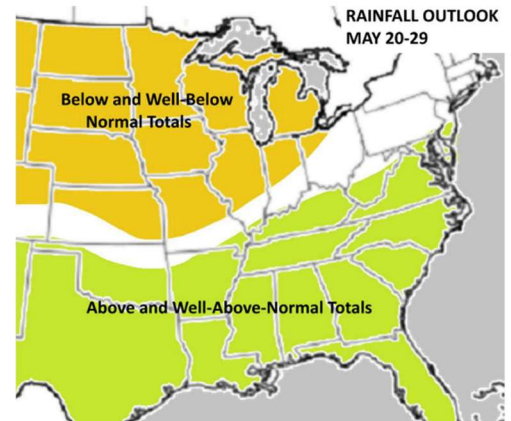 RAINFALL OUTLOOK
MAY 20-29
Below and Well-Below
Normal Totals
Above and Well-Above-Normal Totals